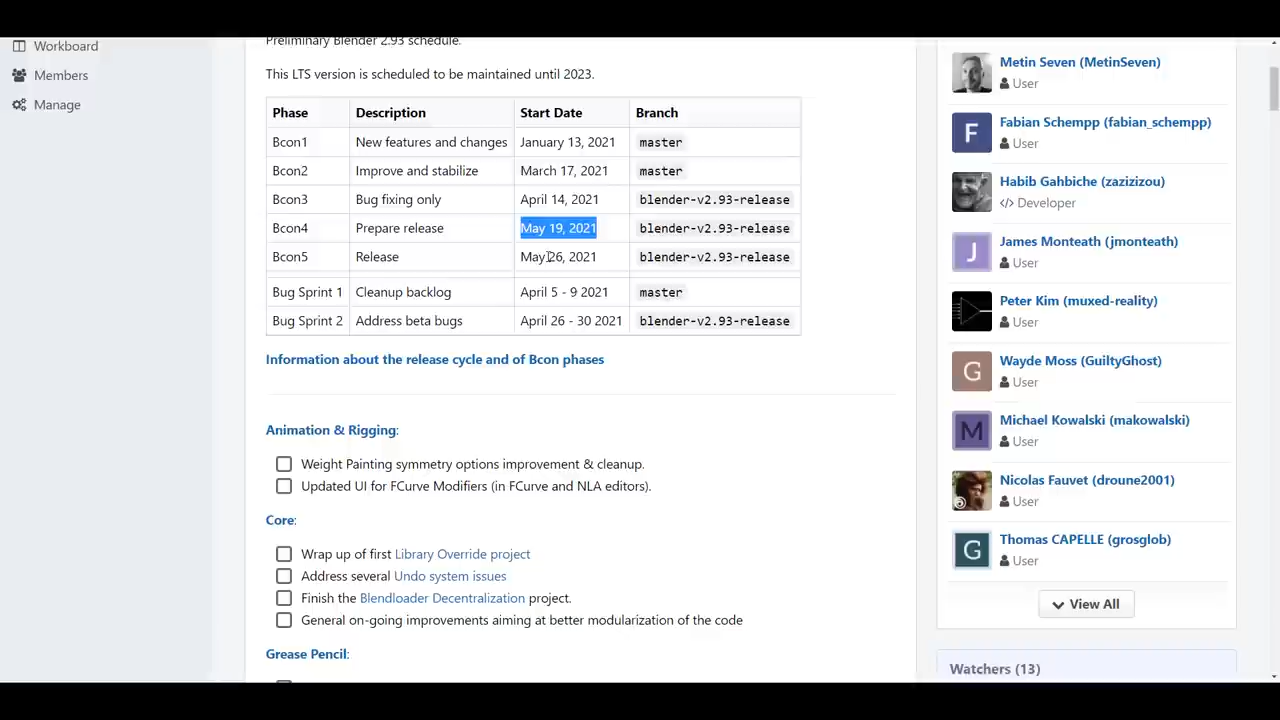 Workboard
Members
Manage
Preliminary Blender 2.93 schedule.
This LTS version is scheduled to be maintained until 2023.
Phase Description Start Date Branch
Bcon1 New features and changes January 13, 2021 master
Bcon2 Improve and stabilize March 17, 2021 master
Bcon3 Bug fixing only April 14, 2021 blender-v2.93-release
Bcon4 Prepare release May 19, 2021 blender-v2.93-release
Bcon5 Release May 26, 2021 blender-v2.93-release
Bug Sprint 1 Cleanup backlog April 5 - 9 2021 master
Bug Sprint 2 Address beta bugs April 26 - 30 2021 blender-v2.93-release
Information about the release cycle and of Bcon phases
Animation & Rigging:
Weight Painting symmetry options improvement & cleanup.
Updated UI for FCurve Modifiers (in FCurve and NLA editors).
Core:
Wrap up of first Library Override project
Address several Undo system issues
Finish the Blendloader Decentralization project.
General on-going improvements aiming at better modularization of the code
Grease Pencil:
Metin Seven (MetinSeven)
User
F
Fabian Schempp (fabian_schempp)
User
Habib Gahbiche (zazizizou)
</> Developer
J
James Monteath (jmonteath)
User
Peter Kim (muxed-reality)
User
G
Wayde Moss (GuiltyGhost)
User
M
Michael Kowalski (makowalski)
User
Nicolas Fauvet (droune2001)
User
G
Thomas CAPELLE (grosglob)
User
View All
Watchers (13)